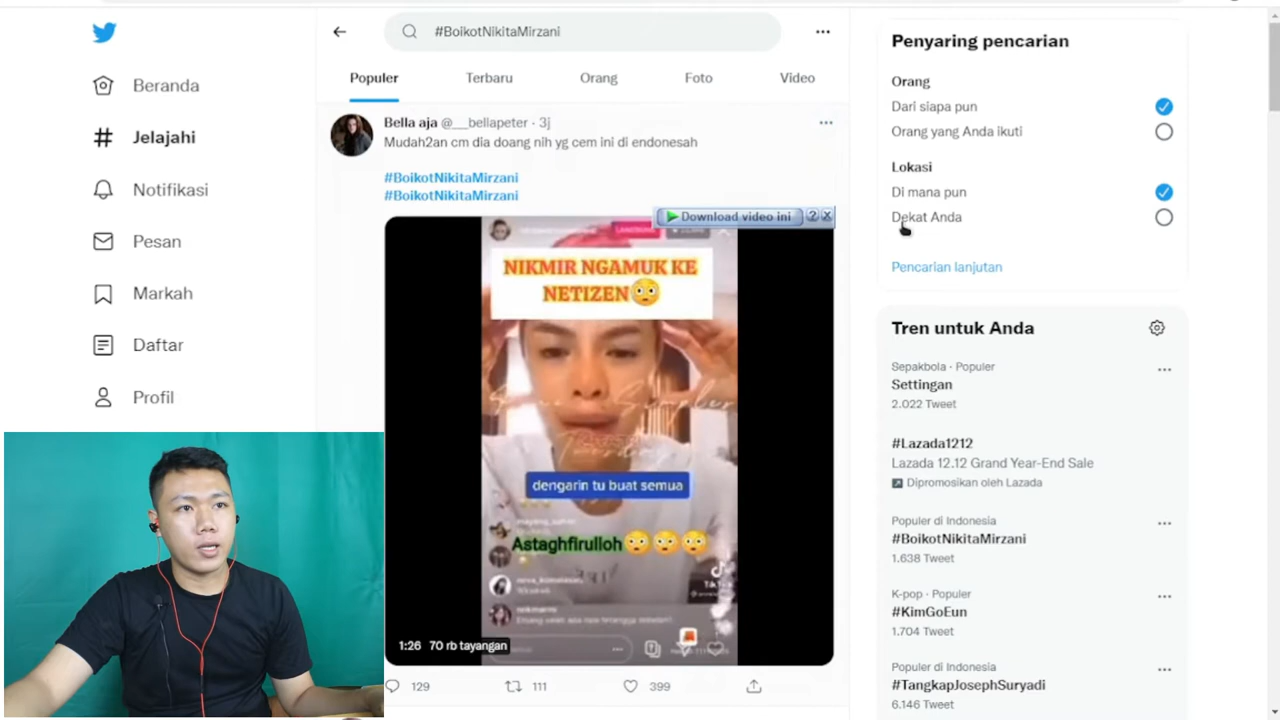 Beranda
Jelajahi
Notifikasi
Pesan
Markah
Daftar
Profil
#BoikotNikitaMirzani
Populer
Terbaru
Orang
Foto
Video
Bella aja @__bellapeter · 3j
Mudah2an cm dia doang nih yg cem ini di endonesah
#BoikotNikitaMirzani
#BoikotNikitaMirzani
Download video ini
NIKMIR NGAMUK KE
NETIZEN
dengarin tu buat semua
Astaghfirulloh
1:26 70 rb tayangan
129
111
399
Penyaring pencarian
Orang
Dari siapa pun
Orang yang Anda ikuti
Lokasi
Di mana pun
Dekat Anda
Pencarian lanjutan
Tren untuk Anda
Sepakbola · Populer
Settingan
2.022 Tweet
#Lazada1212
Lazada 12.12 Grand Year-End Sale
Dipromosikan oleh Lazada
Populer di Indonesia
#BoikotNikitaMirzani
1.638 Tweet
K-pop · Populer
#KimGoEun
1.704 Tweet
Populer di Indonesia
#TangkapJosephSuryadi
6.146 Tweet